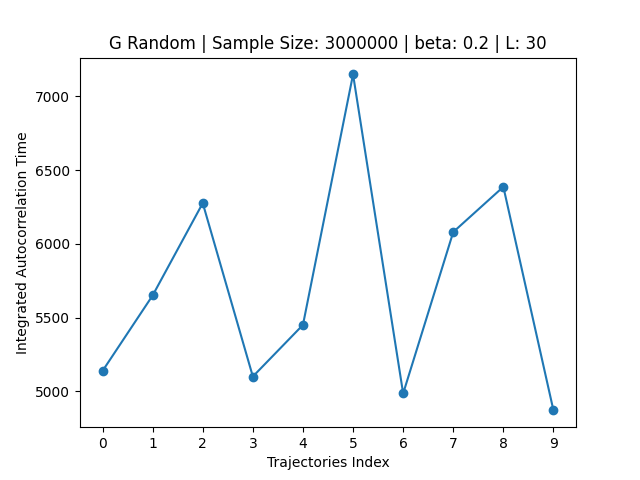 G Random | Sample Size: 3000000 | beta: 0.2 | L: 30
Integrated Autocorrelation Time
7000
6500
6000
5500
5000
0 1 2 3 4 5 6 7 8 9
Trajectories Index